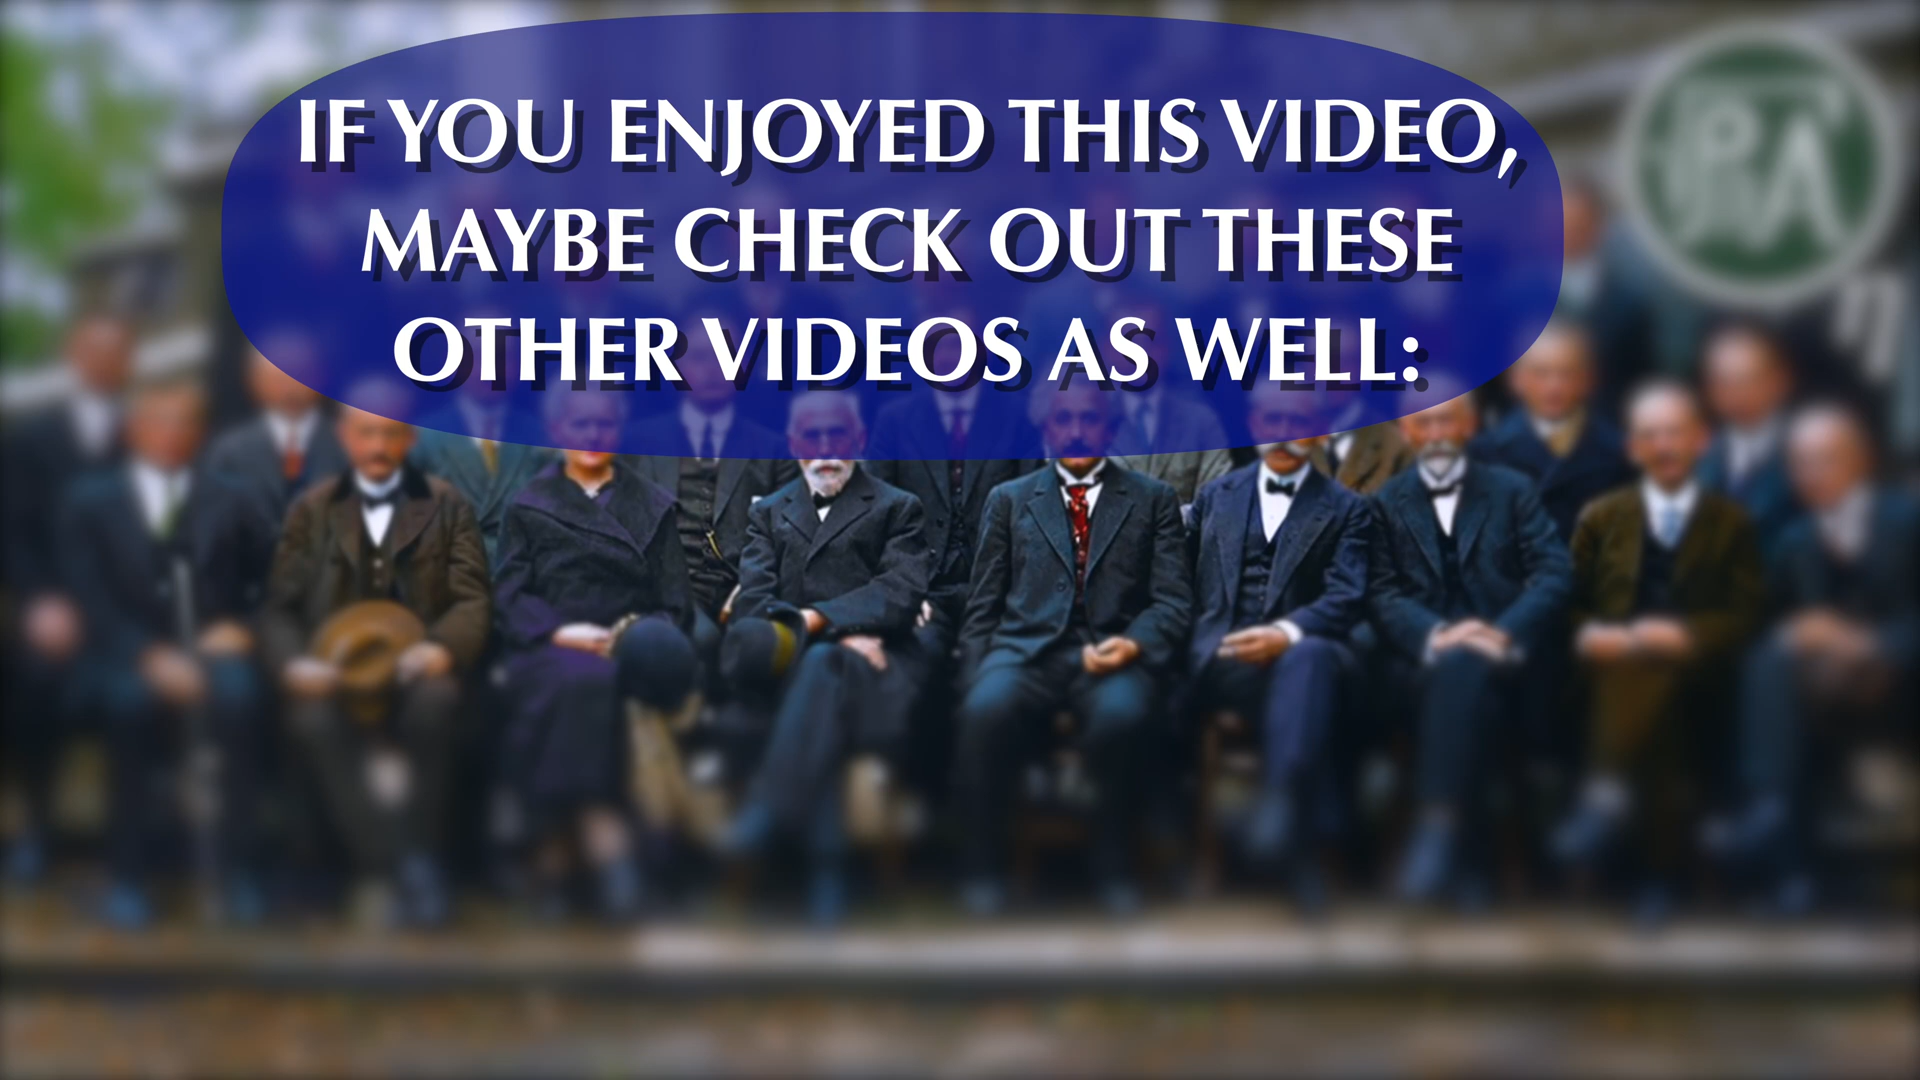 IF YOU ENJOYED THIS VIDEO,
MAYBE CHECK OUT THESE
OTHER VIDEOS AS WELL: